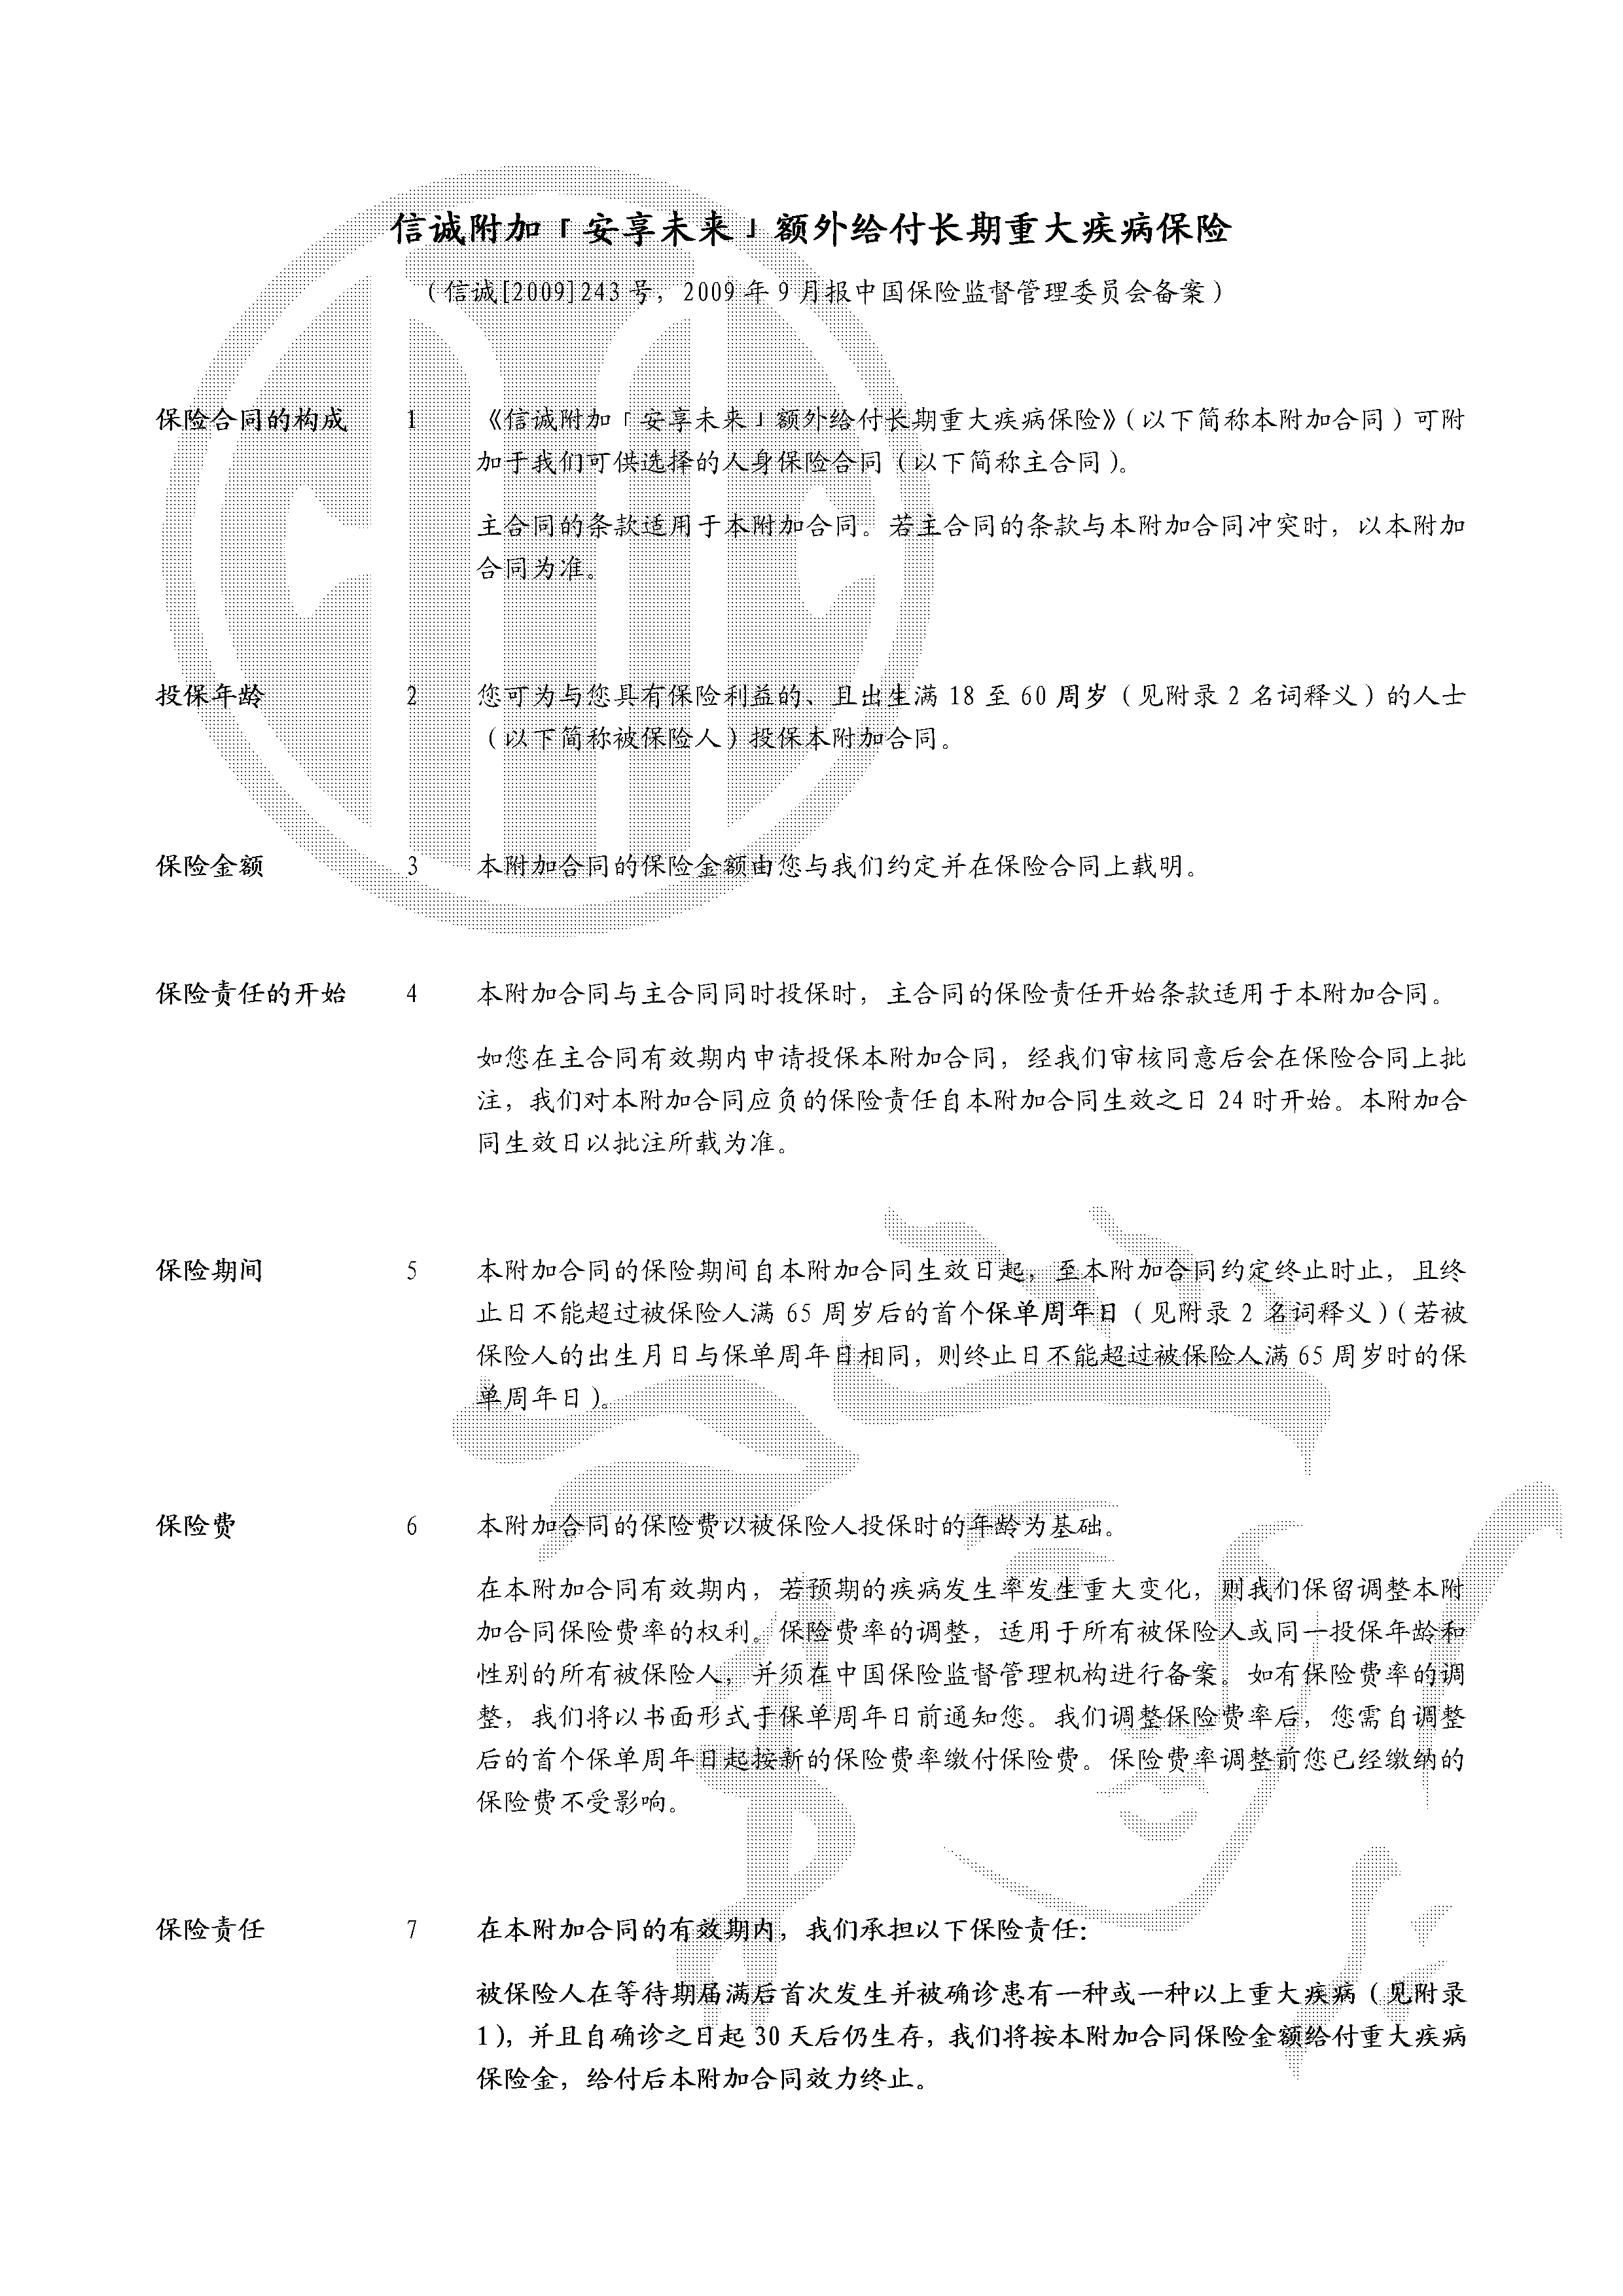 信诚附加「安享未来」额外给付长期重大疾病保险
（信诚[2009]243号，2009年9月报中国保险监督管理委员会备案）
保险合同的构成 1 《信诚附加「安享未来」额外给付长期重大疾病保险》（以下简称本附加合同）可附
加于我们可供选择的人身保险合同（以下简称主合同）。
主合同的条款适用于本附加合同。若主合同的条款与本附加合同冲突时，以本附加
合同为准。
投保年龄 2 您可为与您具有保险利益的、且出生满 18 至 60 周岁（见附录 2 名词释义）的人士
（以下简称被保险人）投保本附加合同。
保险金额 3 本附加合同的保险金额由您与我们约定并在保险合同上载明。
保险责任的开始 4 本附加合同与主合同同时投保时，主合同的保险责任开始条款适用于本附加合同。
如您在主合同有效期内申请投保本附加合同，经我们审核同意后会在保险合同上批
注，我们对本附加合同应负的保险责任自本附加合同生效之日 24 时开始。本附加合
同生效日以批注所载为准。
保险期间 5 本附加合同的保险期间自本附加合同生效日起，至本附加合同约定终止时止，且终
止日不能超过被保险人满 65 周岁后的首个保单周年日（见附录 2 名词释义）（若被
保险人的出生月日与保单周年日相同，则终止日不能超过被保险人满 65 周岁时的保
单周年日）。
保险费 6 本附加合同的保险费以被保险人投保时的年龄为基础。
在本附加合同有效期内，若预期的疾病发生率发生重大变化，则我们保留调整本附
加合同保险费率的权利。保险费率的调整，适用于所有被保险人或同一投保年龄和
性别的所有被保险人，并须在中国保险监督管理机构进行备案。如有保险费率的调
整，我们将以书面形式于保单周年日前通知您。我们调整保险费率后，您需自调整
后的首个保单周年日起按新的保险费率缴付保险费。保险费率调整前您已经缴纳的
保险费不受影响。
保险责任 7 在本附加合同的有效期内，我们承担以下保险责任：
被保险人在等待期届满后首次发生并被确诊患有一种或一种以上重大疾病（见附录
1），并且自确诊之日起 30 天后仍生存，我们将按本附加合同保险金额给付重大疾病
保险金，给付后本附加合同效力终止。